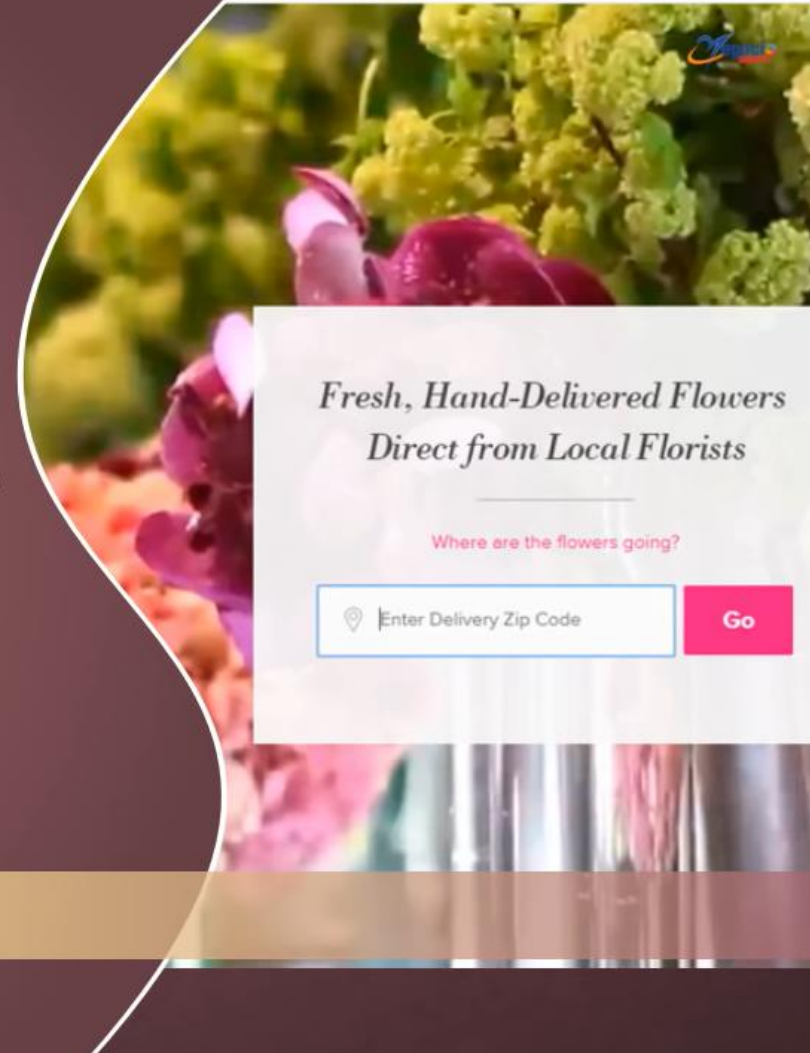 Fresh, Hand-Delivered Flowers
Direct from Local Florists
Where are the flowers going?
Enter Delivery Zip Code
Go